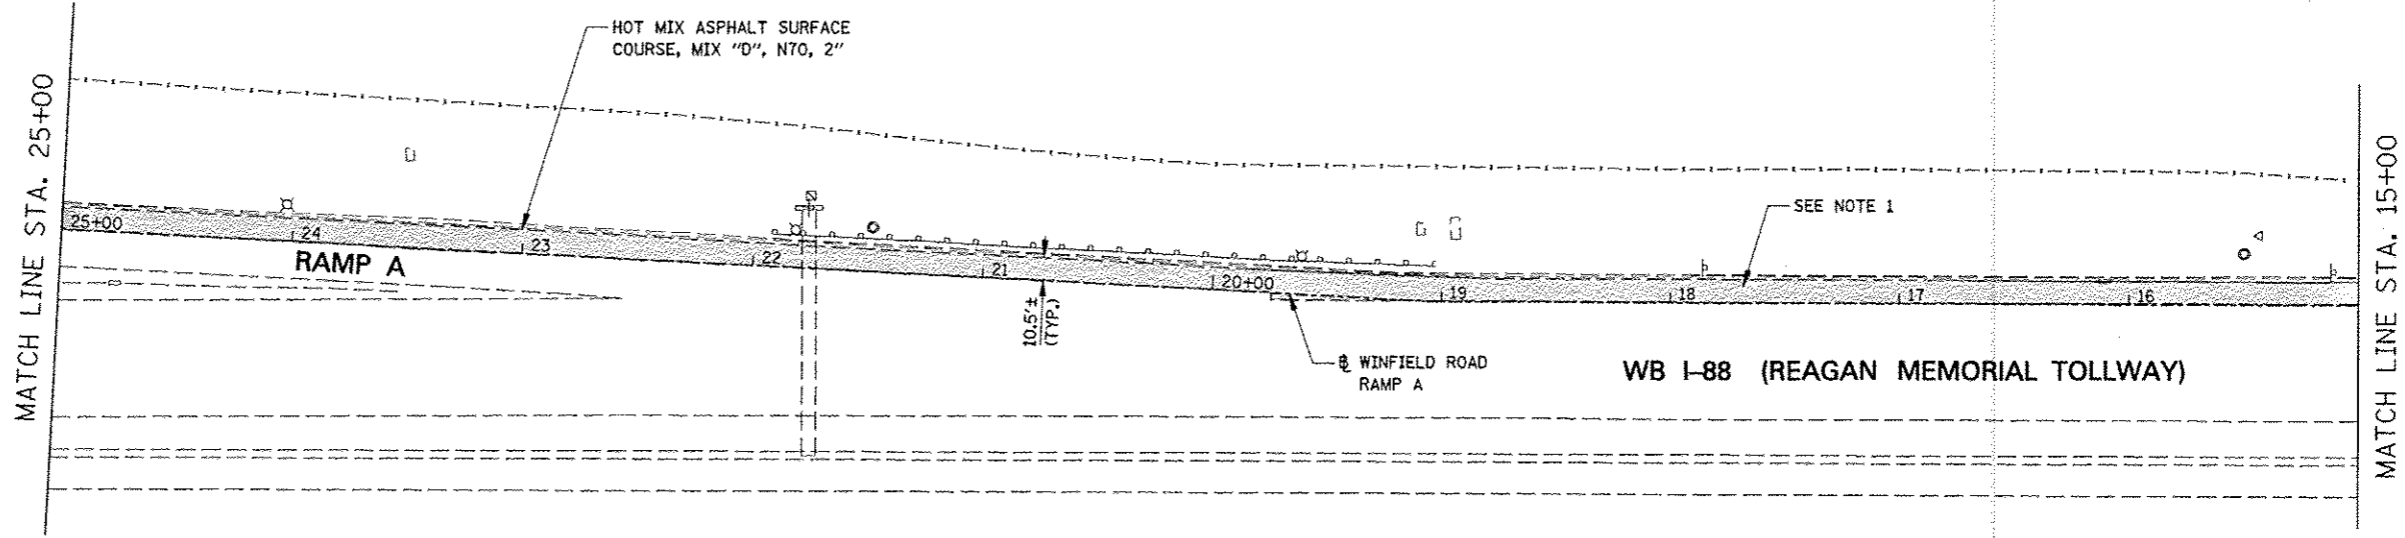 HOT MIX ASPHALT SURFACE
COURSE, MIX "D", N70, 2"
MATCH LINE STA. 25+00
MATCH LINE STA. 15+00
SEE NOTE 1
25+00
24
23
22
21
20+00
19
18
17
16
RAMP A
10.5'±
(TYP.)
℄ WINFIELD ROAD
RAMP A
WB I-88 (REAGAN MEMORIAL TOLLWAY)